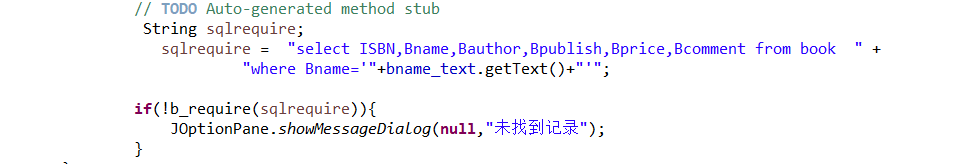 // TODO Auto-generated method stub
String sqlrequire;
sqlrequire =  "select ISBN,Bname,Bauthor,Bpublish,Bprice,Bcomment from book  " +
"where Bname='"+bname_text.getText()+"'";
if(!b_require(sqlrequire)){
JOptionPane.showMessageDialog(null,"未找到记录");
}